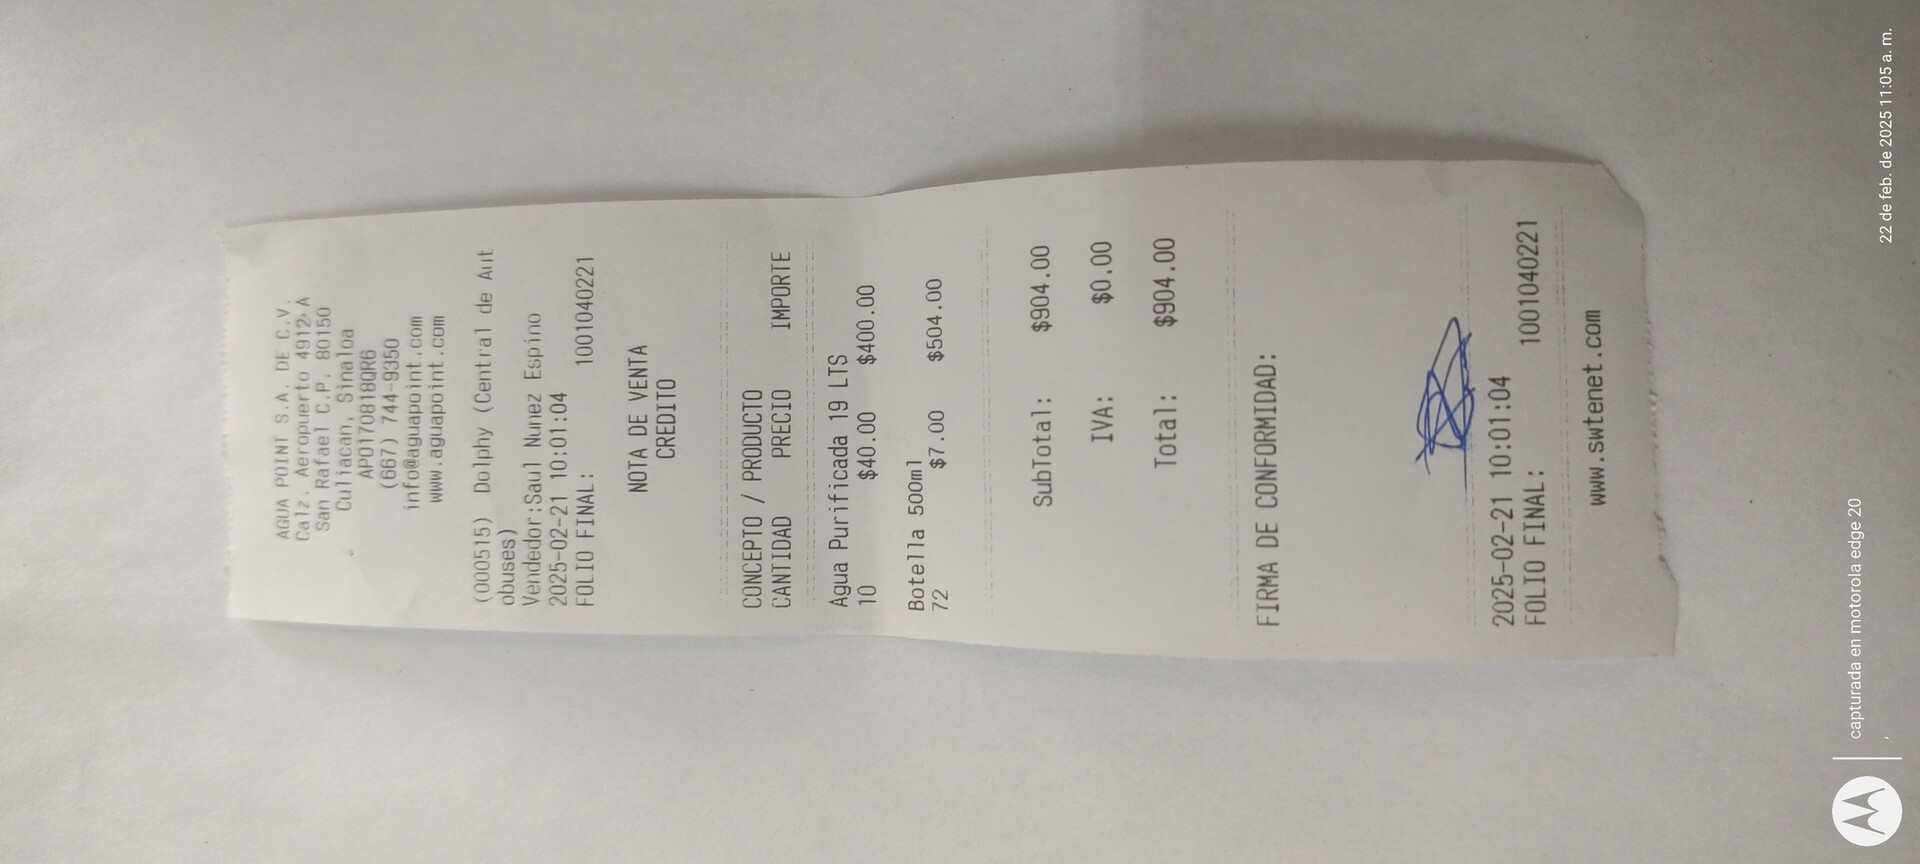 AGUA POINT S.A. DE C.V.
Calz. Aeropuerto 4912-A
San Rafael C.P. 80150
Culiacan, Sinaloa
APO170818QR6
(667) 744-9350
info@aguapoint.com
www.aguapoint.com
(000515) Dolphy (Central de Aut
obuses)
Vendedor:Saul Nunez Espino
2025-02-21 10:01:04
FOLIO FINAL: 1001040221
NOTA DE VENTA
CREDITO
CONCEPTO / PRODUCTO
CANTIDAD PRECIO IMPORTE
Agua Purificada 19 LTS
10 $40.00 $400.00
Botella 500ml
72 $7.00 $504.00
SubTotal: $904.00
IVA: $0.00
Total: $904.00
FIRMA DE CONFORMIDAD:
2025-02-21 10:01:04
FOLIO FINAL: 1001040221
www.swtenet.com
capturada en motorola edge 20
22 de feb. de 2025 11:05 a. m.